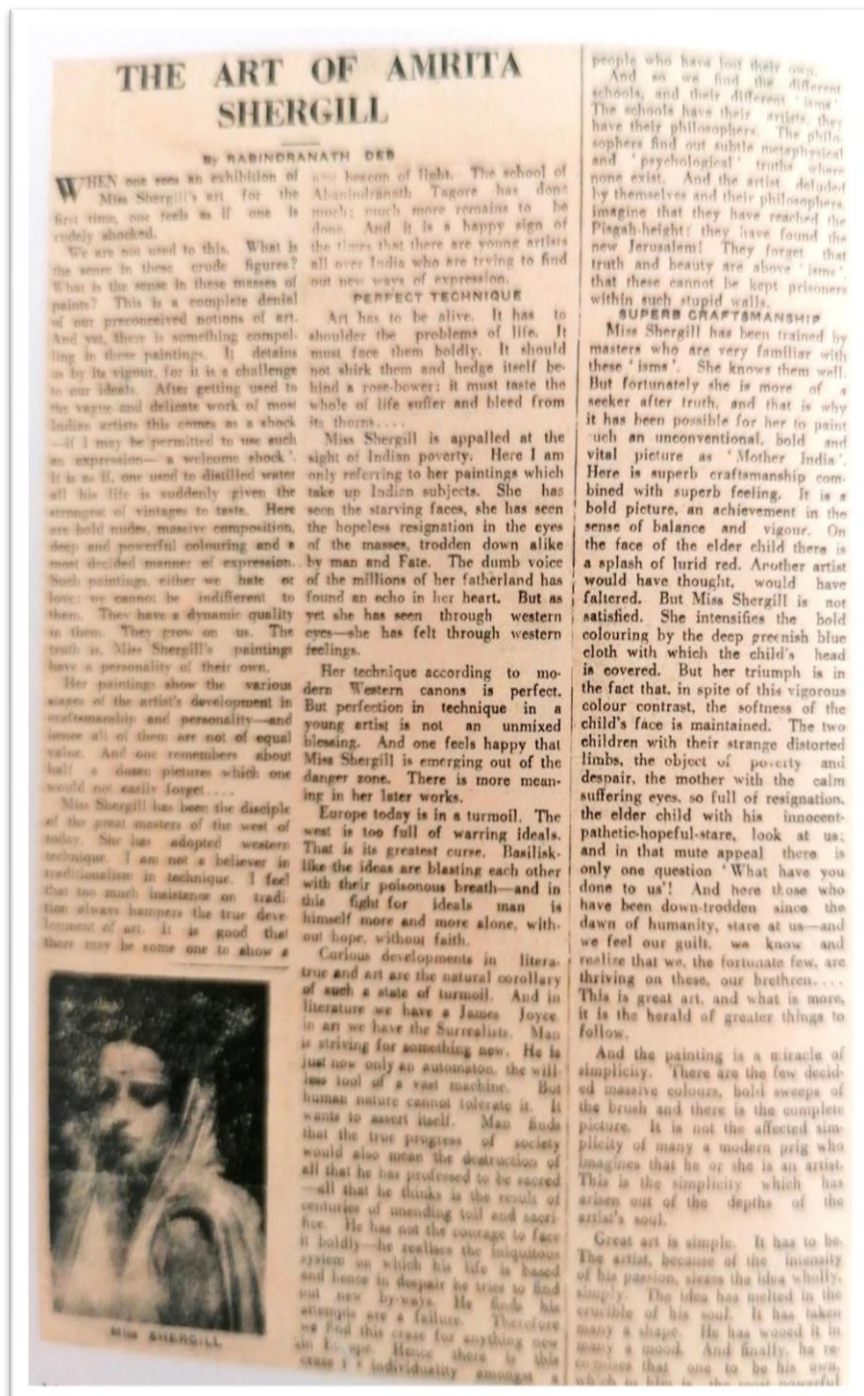 THE ART OF AMRITA
SHERGILL
By RABINDRANATH DEB
WHEN one sees an exhibition of
Miss Shergill's art for the
first time, one feels as if one is
rudely shocked.
We are not used to this. What is
the sense in these crude figures?
What is the sense in these masses of
paints? This is a complete denial
of our preconceived notions of art.
And yet, there is something compel-
ling in these paintings. It detains
us by its vigour, for it is a challenge
to our ideals. After getting used to
the vague and delicate work of most
Indian artists this comes as a shock
—if I may be permitted to use such
an expression—'a welcome shock'.
It is as if, one used to distilled water
all his life is suddenly given the
strongest of vintages to taste. Here
are bold nudes, massive composition,
deep and powerful colouring and a
most decided manner of expression.
Such paintings, either we hate or
love: we cannot be indifferent to
them. They have a dynamic quality
in them. They grow on us. The
truth is, Miss Shergill's paintings
have a personality of their own.
Her paintings show the various
stages of the artist's development in
craftsmanship and personality—and
hence all of them are not of equal
value. And one remembers about
half a dozen pictures which one
would not easily forget....
Miss Shergill has been the disciple
of the great masters of the west of
today. She has adopted western
technique. I am not a believer in
traditionalism in technique. I feel
that too much insistence on tradi-
tion always hampers the true deve-
lopment of art. It is good that
there may be some one to show a
Miss SHERGILL
new beacon of light. The school of
Abanindranath Tagore has done
much; much more remains to be
done. And it is a happy sign of
the times that there are young artists
all over India who are trying to find
out new ways of expression.
PERFECT TECHNIQUE
Art has to be alive. It has to
shoulder the problems of life. It
must face them boldly. It should
not shirk them and hedge itself be-
hind a rose-bower; it must taste the
whole of life suffer and bleed from
its thorns....
Miss Shergill is appalled at the
sight of Indian poverty. Here I am
only referring to her paintings which
take up Indian subjects. She has
seen the starving faces, she has seen
the hopeless resignation in the eyes
of the masses, trodden down alike
by man and Fate. The dumb voice
of the millions of her fatherland has
found an echo in her heart. But as
yet she has seen through western
eyes—she has felt through western
feelings.
Her technique according to mo-
dern Western canons is perfect.
But perfection in technique in a
young artist is not an unmixed
blessing. And one feels happy that
Miss Shergill is emerging out of the
danger zone. There is more mean-
ing in her later works.
Europe today is in a turmoil. The
west is too full of warring ideals.
That is its greatest curse. Basilisk-
like the ideas are blasting each other
with their poisonous breath—and in
this fight for ideals man is
himself more and more alone, with-
out hope, without faith.
Curious developments in litera-
true and art are the natural corollary
of such a state of turmoil. And in
literature we have a James Joyce
in art we have the Surrealists. Man
is striving for something new. He is
just now only an automaton, the will-
less tool of a vast machine. But
human nature cannot tolerate it. It
wants to assert itself. Man finds
that the true progress of society
would also mean the destruction of
all that he has professed to be sacred
—all that he thinks is the result of
centuries of unending toil and sacri-
fice. He has not the courage to face
it boldly—he realises the iniquitous
system on which his life is based
and hence in despair he tries to find
out new by-ways. He finds his
attempts are a failure. Therefore
we find this craze for anything new
in Hence there is this
craze individuality amongst a
people who have lost their own.
And so we find the different
schools, and their different 'isms'.
The schools have their artists, they
have their philosophers. The philo-
sophers find out subtle metaphysical
and 'psychological' truths where
none exist. And the artist deluded
by themselves and their philosophers,
imagine that they have reached the
Pisgah-height; they have found the
new Jerusalem! They forget that
truth and beauty are above 'isms',
that these cannot be kept prisoners
within such stupid walls.
SUPERB CRAFTSMANSHIP
Miss Shergill has been trained by
masters who are very familiar with
these 'isms'. She knows them well.
But fortunately she is more of a
seeker after truth, and that is why
it has been possible for her to paint
uch an unconventional, bold and
vital picture as 'Mother India'.
Here is superb craftsmanship com-
bined with superb feeling. It is a
bold picture, an achievement in the
sense of balance and vigour. On
the face of the elder child there is
a splash of lurid red. Another artist
would have thought, would have
faltered. But Miss Shergill is not
satisfied. She intensifies the bold
colouring by the deep greenish blue
cloth with which the child's head
is covered. But her triumph is in
the fact that, in spite of this vigorous
colour contrast, the softness of the
child's face is maintained. The two
children with their strange distorted
limbs, the object of poverty and
despair, the mother with the calm
suffering eyes, so full of resignation,
the elder child with his innocent-
pathetic-hopeful-stare, look at us;
and in that mute appeal there is
only one question 'What have you
done to us'! And here those who
have been down-trodden since the
dawn of humanity, stare at us—and
we feel our guilt, we know and
realize that we, the fortunate few, are
thriving on these, our brethren....
This is great art, and what is more,
it is the herald of greater things to
follow.
And the painting is a miracle of
simplicity. There are the few decid-
ed massive colours, bold sweeps of
the brush and there is the complete
picture. It is not the affected sim-
plicity of many a modern prig who
imagines that he or she is an artist.
This is the simplicity which has
arisen out of the depths of the
artist's soul.
Great art is simple. It has to be.
The artist, because of the intensity
of his passion, sieses the idea wholly,
simply. The idea has melted in the
crucible of his soul. It has taken
many a shape. He has wooed it in
many a mood. And finally, he re-
cognises that one to be his own,
which to him is the most powerful